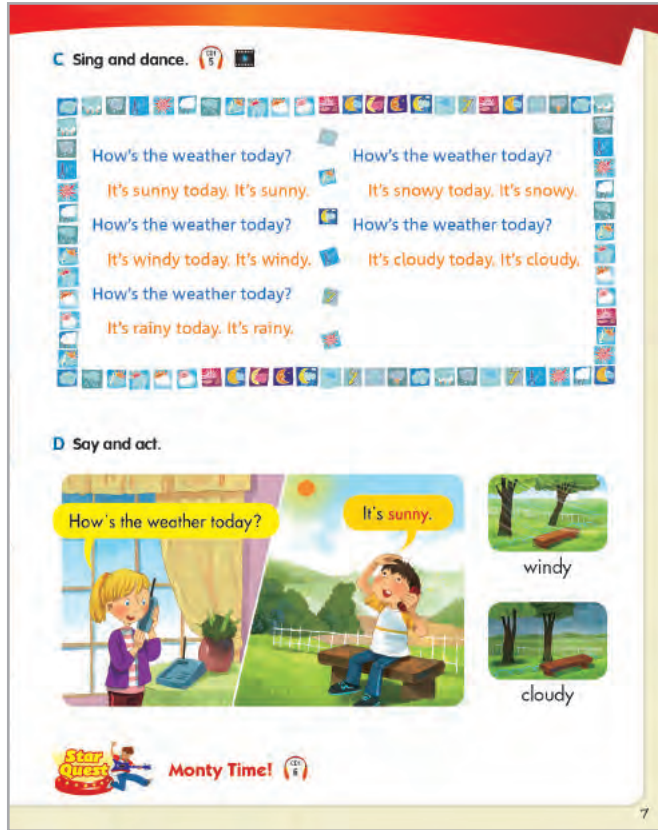 C Sing and dance.
CD1
5
How's the weather today?
It's sunny today. It's sunny.
How's the weather today?
It's windy today. It's windy.
How's the weather today?
It's rainy today. It's rainy.
How's the weather today?
It's snowy today. It's snowy.
How's the weather today?
It's cloudy today. It's cloudy.
D Say and act.
How's the weather today?
It's sunny.
windy
cloudy
Star
Quest
Monty Time!
CD1
6
7